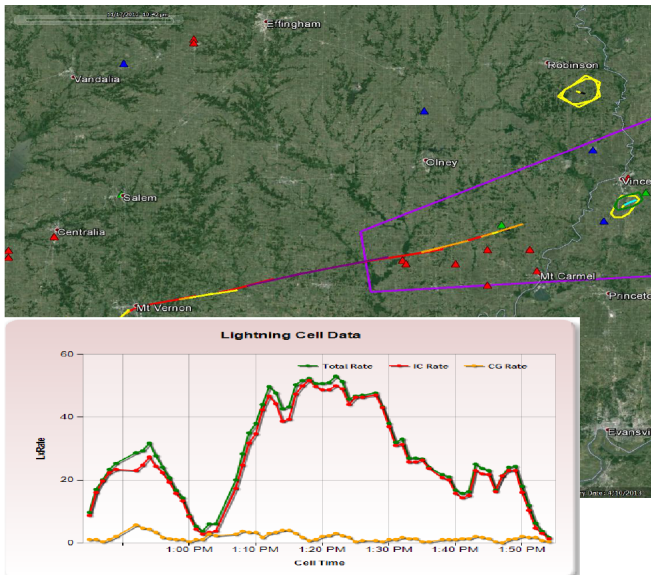 Effingham
Robinson
Vandalia
Olney
Salem
Vince
Centralia
Mt Carmel
Mt Vernon
Princeto
Evansvi
Lightning Cell Data
Total Rate IC Rate CG Rate
60
40
20
0
LtRate
1:00 PM 1:10 PM 1:20 PM 1:30 PM 1:40 PM 1:50 PM
Cell Time